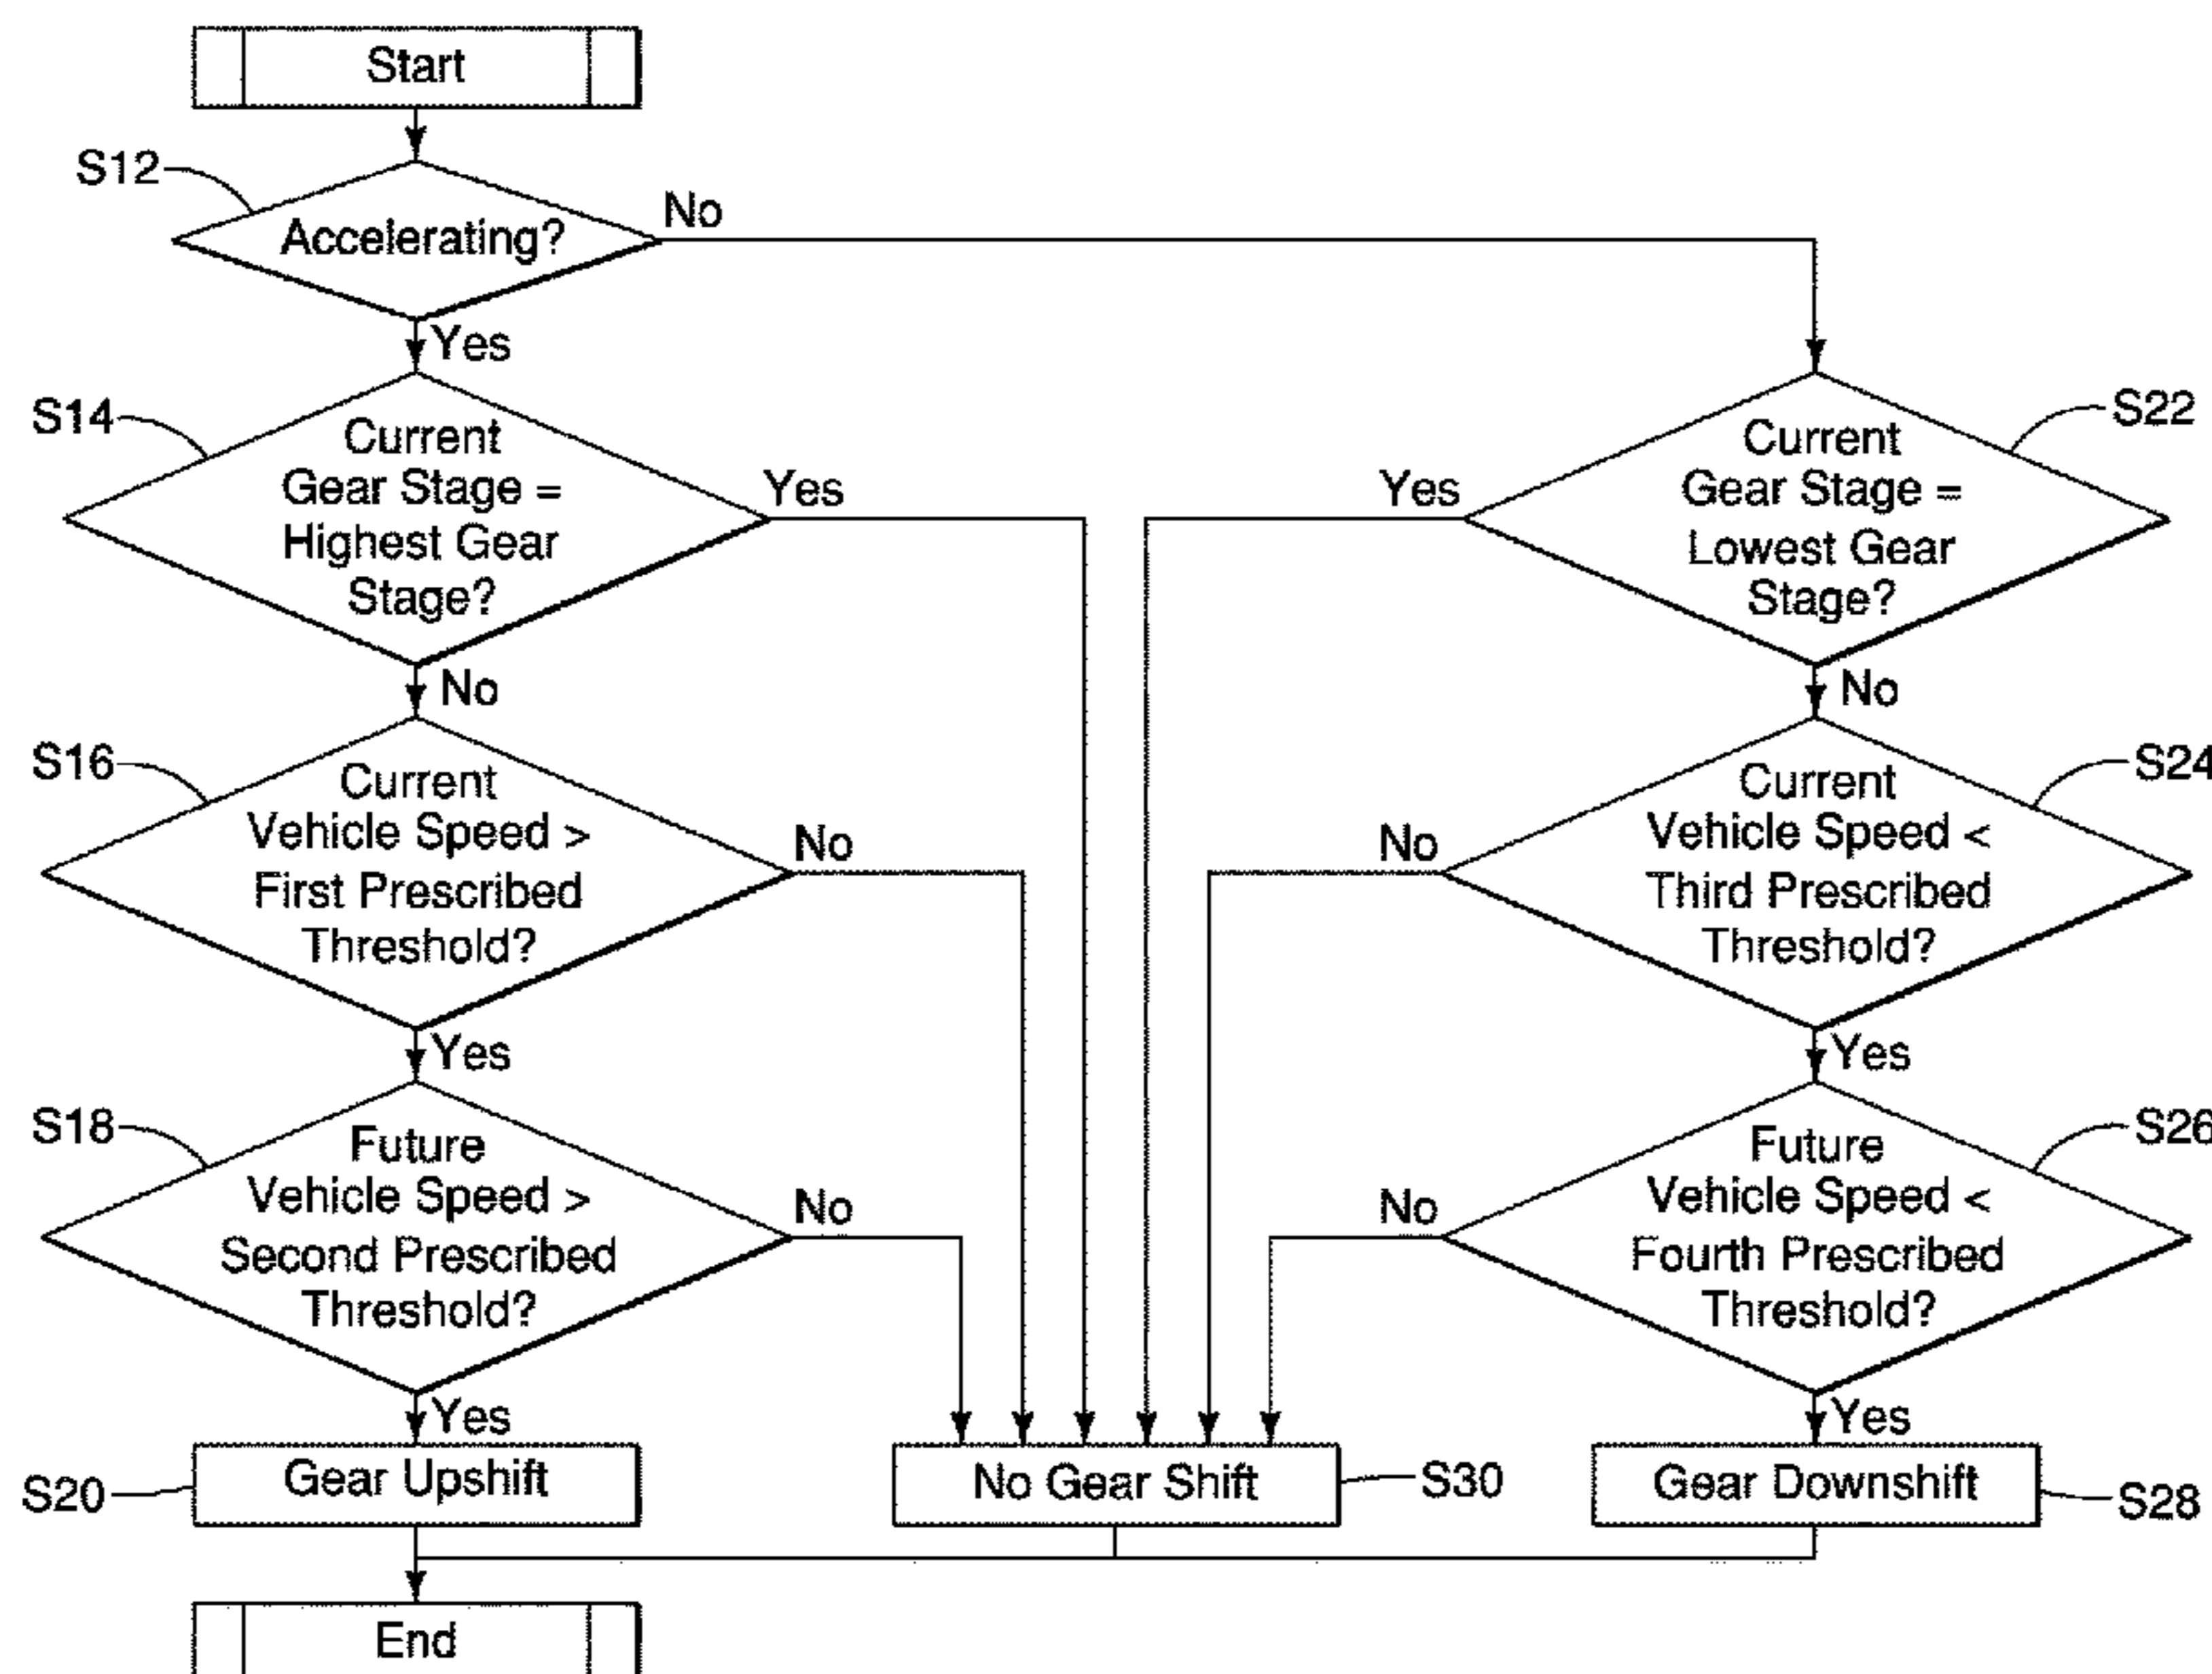 Start
S12
Accelerating?
No
Yes
S14
Current
Gear Stage =
Highest Gear
Stage?
Yes
No
S22
Current
Gear Stage =
Lowest Gear
Stage?
Yes
No
S16
Current
Vehicle Speed >
First Prescribed
Threshold?
No
Yes
S24
Current
Vehicle Speed <
Third Prescribed
Threshold?
No
Yes
S18
Future
Vehicle Speed >
Second Prescribed
Threshold?
No
Yes
S26
Future
Vehicle Speed <
Fourth Prescribed
Threshold?
No
Yes
S20
Gear Upshift
No Gear Shift
S30
Gear Downshift
S28
End